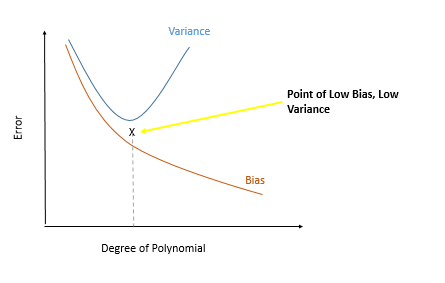 Variance
Point of Low Bias, Low
Variance
X
Error
Bias
Degree of Polynomial